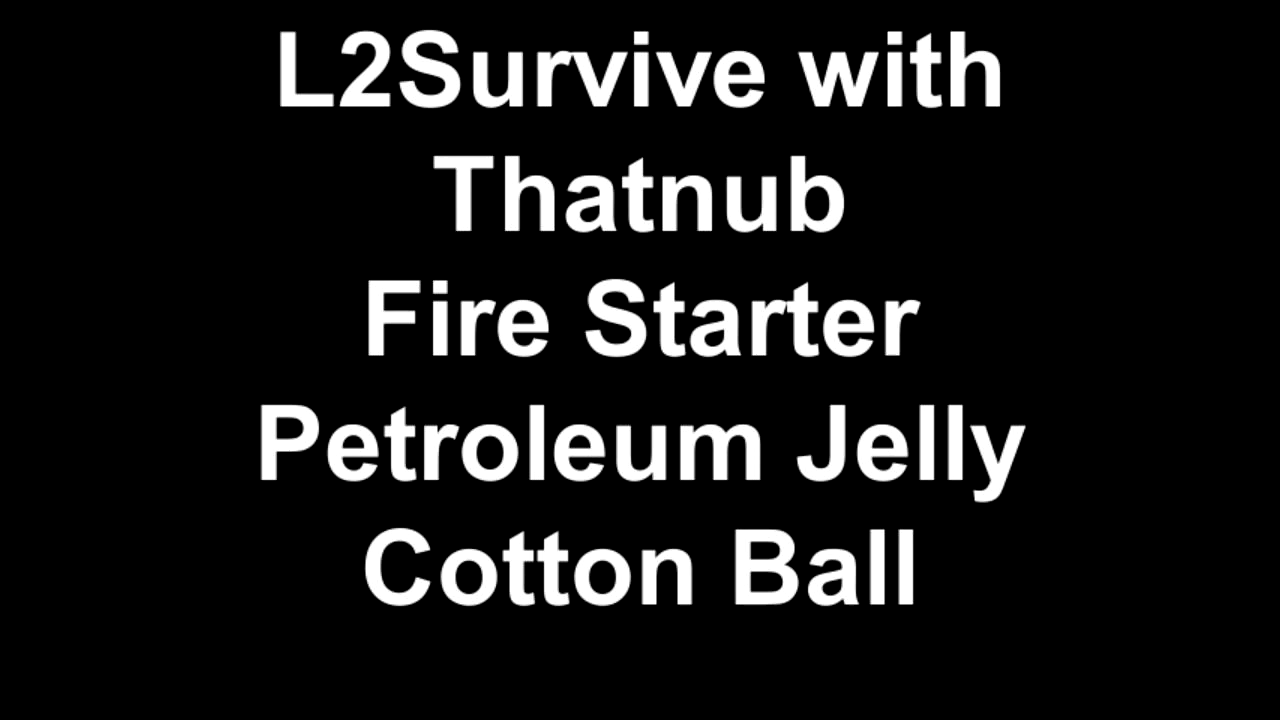 L2Survive with
Thatnub
Fire Starter
Petroleum Jelly
Cotton Ball